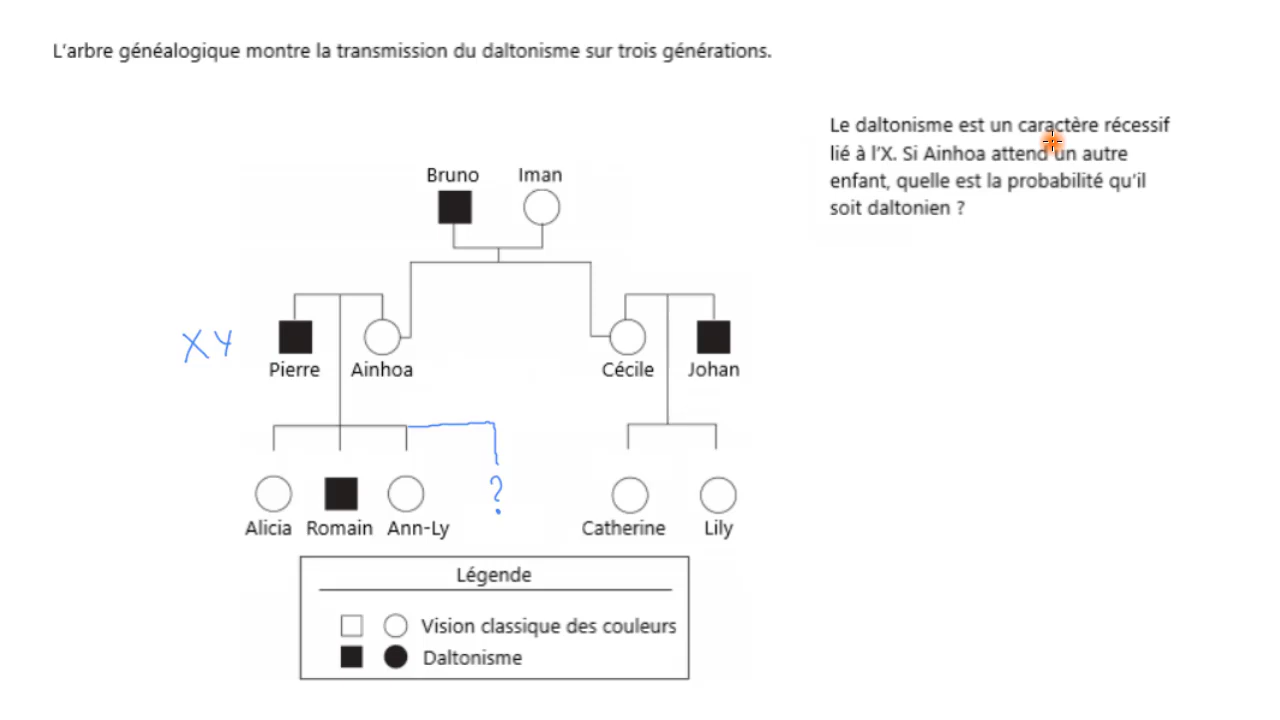 L'arbre généalogique montre la transmission du daltonisme sur trois générations.
Le daltonisme est un caractère récessif
lié à l'X. Si Ainhoa attend un autre
enfant, quelle est la probabilité qu'il
soit daltonien ?
Bruno Iman
XY
Pierre Ainhoa Cécile Johan
?
Alicia Romain Ann-Ly Catherine Lily
Légende
Vision classique des couleurs
Daltonisme